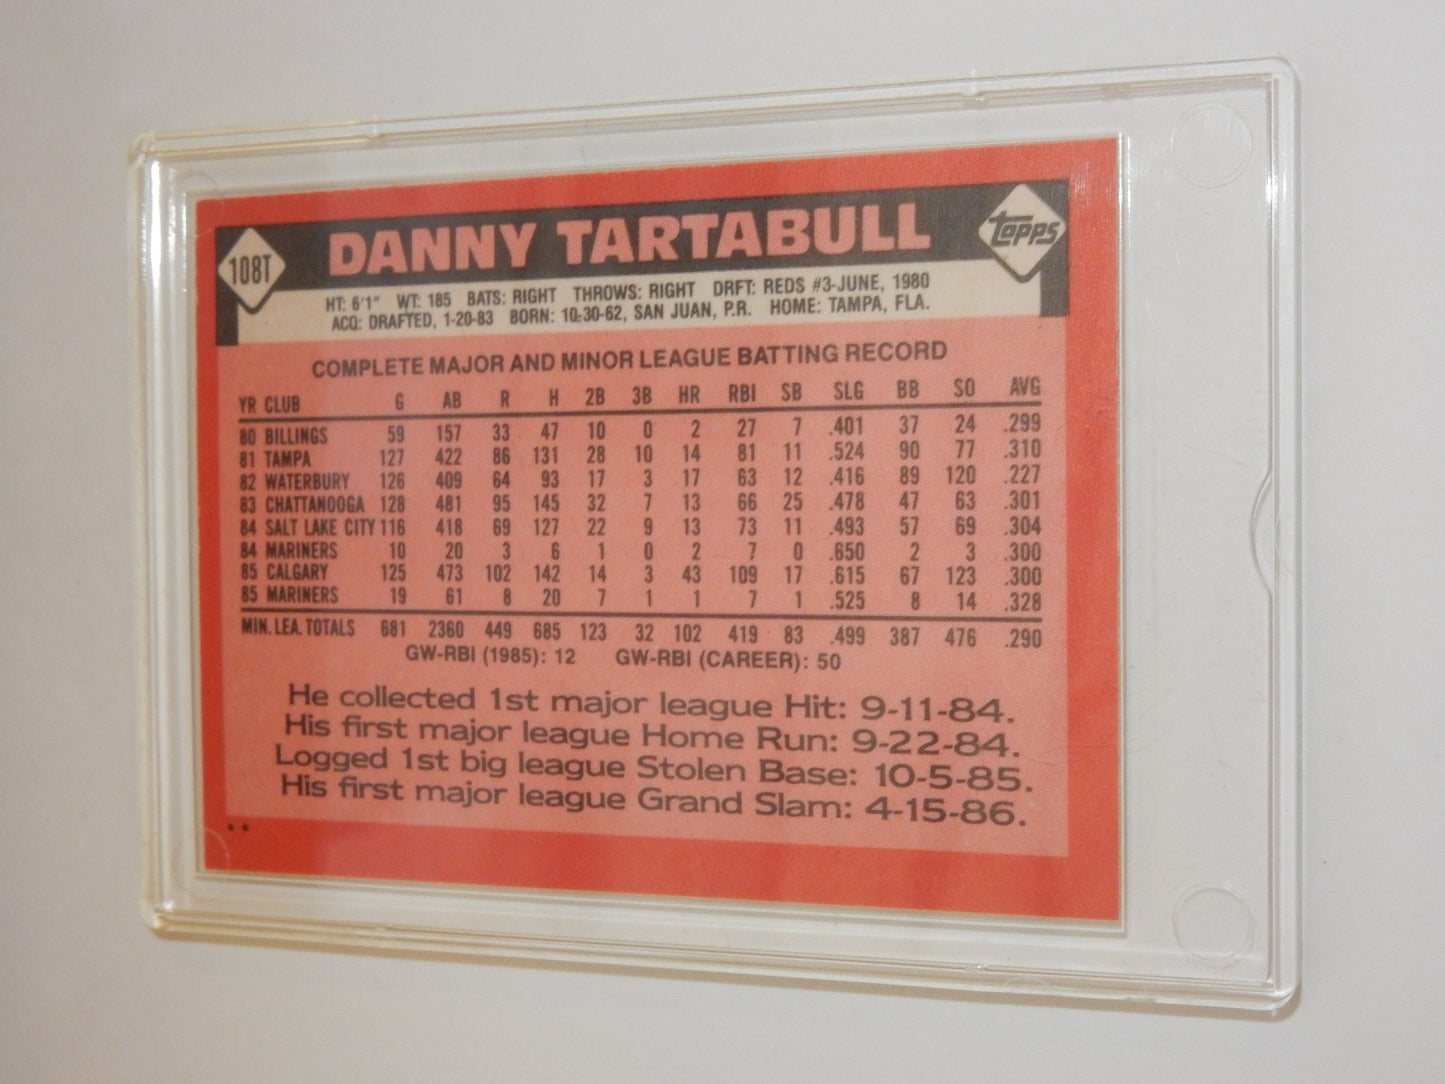 108T
DANNY TARTABULL
Topps
HT: 6'1" WT: 185 BATS: RIGHT THROWS: RIGHT DRFT: REDS #3-JUNE, 1980
ACQ: DRAFTED, 1-20-83 BORN: 10-30-62, SAN JUAN, P.R. HOME: TAMPA, FLA.
COMPLETE MAJOR AND MINOR LEAGUE BATTING RECORD
YR CLUB G AB R H 2B 3B HR RBI SB SLG BB SO AVG
80 BILLINGS 59 157 33 47 10 0 2 27 7 .401 37 24 .299
81 TAMPA 127 422 86 131 28 10 14 81 11 .524 90 77 .310
82 WATERBURY 126 409 64 93 17 3 17 63 12 .416 89 120 .227
83 CHATTANOOGA 128 481 95 145 32 7 13 66 25 .478 47 63 .301
84 SALT LAKE CITY 116 418 69 127 22 9 13 73 11 .493 57 69 .304
84 MARINERS 10 20 3 6 1 0 2 7 0 .650 2 3 .300
85 CALGARY 125 473 102 142 14 3 43 109 17 .615 67 123 .300
85 MARINERS 19 61 8 20 7 1 1 7 1 .525 8 14 .328
MIN. LEA. TOTALS 681 2360 449 685 123 32 102 419 83 .499 387 476 .290
GW-RBI (1985): 12 GW-RBI (CAREER): 50
He collected 1st major league Hit: 9-11-84.
His first major league Home Run: 9-22-84.
Logged 1st big league Stolen Base: 10-5-85.
His first major league Grand Slam: 4-15-86.
* *